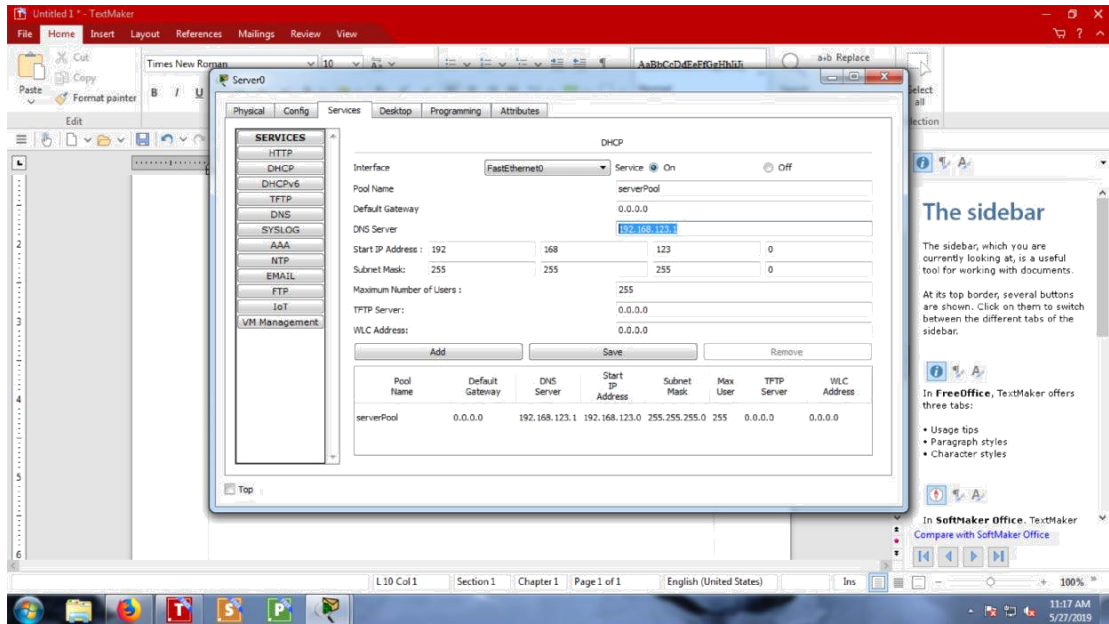 Untitled 1 * - TextMaker
File Home Insert Layout References Mailings Review View
Cut
Copy
Paste
Format painter
Edit
Times New Roman 10
B I U
AaBbCcDdEeFfGgHhIiJj
a+b Replace
Select
all
Selection
Server0
Physical Config Services Desktop Programming Attributes
SERVICES
HTTP
DHCP
DHCPv6
TFTP
DNS
SYSLOG
AAA
NTP
EMAIL
FTP
IoT
VM Management
DHCP
Interface FastEthernet0 Service On Off
Pool Name serverPool
Default Gateway 0.0.0.0
DNS Server 192.168.123.1
Start IP Address : 192 168 123 0
Subnet Mask: 255 255 255 0
Maximum Number of Users : 255
TFTP Server: 0.0.0.0
WLC Address: 0.0.0.0
Add Save Remove
Pool Name Default Gateway DNS Server Start IP Address Subnet Mask Max User TFTP Server WLC Address
serverPool 0.0.0.0 192.168.123.1 192.168.123.0 255.255.255.0 255 0.0.0.0 0.0.0.0
Top
The sidebar
The sidebar, which you are
currently looking at, is a useful
tool for working with documents.
At its top border, several buttons
are shown. Click on them to switch
between the different tabs of the
sidebar.
In FreeOffice, TextMaker offers
three tabs:
• Usage tips
• Paragraph styles
• Character styles
In SoftMaker Office, TextMaker
Compare with SoftMaker Office
2
3
4
5
6
L 10 Col 1 Section 1 Chapter 1 Page 1 of 1 English (United States) Ins 100%
11:17 AM
5/27/2019